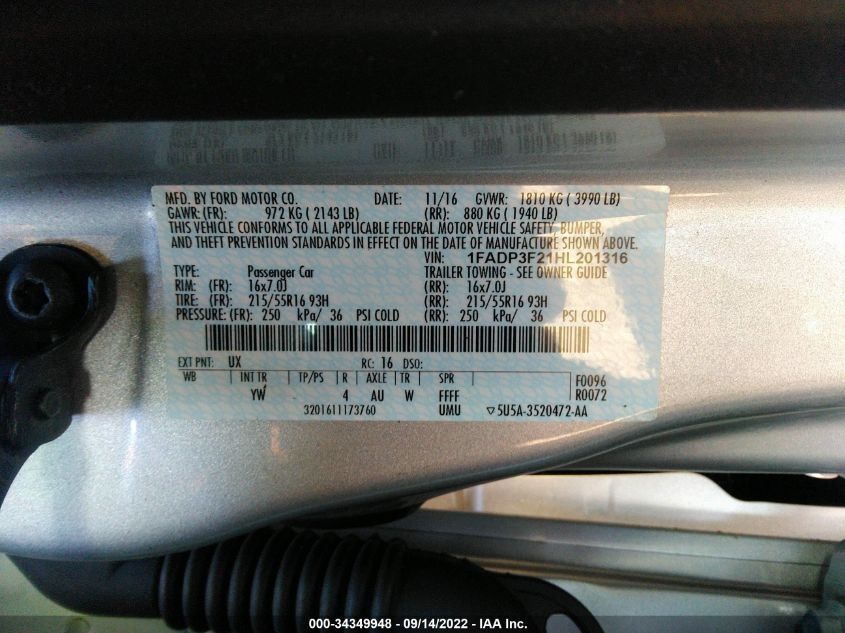 MFD. BY FORD MOTOR CO. DATE: 11/16 GVWR: 1810 KG ( 3990 LB)
GAWR: (FR): 972 KG ( 2143 LB) (RR): 880 KG ( 1940 LB)
THIS VEHICLE CONFORMS TO ALL APPLICABLE FEDERAL MOTOR VEHICLE SAFETY, BUMPER,
AND THEFT PREVENTION STANDARDS IN EFFECT ON THE DATE OF MANUFACTURE SHOWN ABOVE.
VIN: 1FADP3F21HL201316
TYPE: Passenger Car TRAILER TOWING - SEE OWNER GUIDE
RIM: (FR): 16x7.0J (RR): 16x7.0J
TIRE: (FR): 215/55R16 93H (RR): 215/55R16 93H
PRESSURE: (FR): 250 kPa/ 36 PSI COLD (RR): 250 kPa/ 36 PSI COLD
EXT PNT: UX RC: 16 DSO:
WB INT TR TP/PS R AXLE TR SPR F0096
YW 4 AU W FFFF R0072
3201611173760 UMU ▽5U5A-3520472-AA
000-34349948 - 09/14/2022 - IAA Inc.